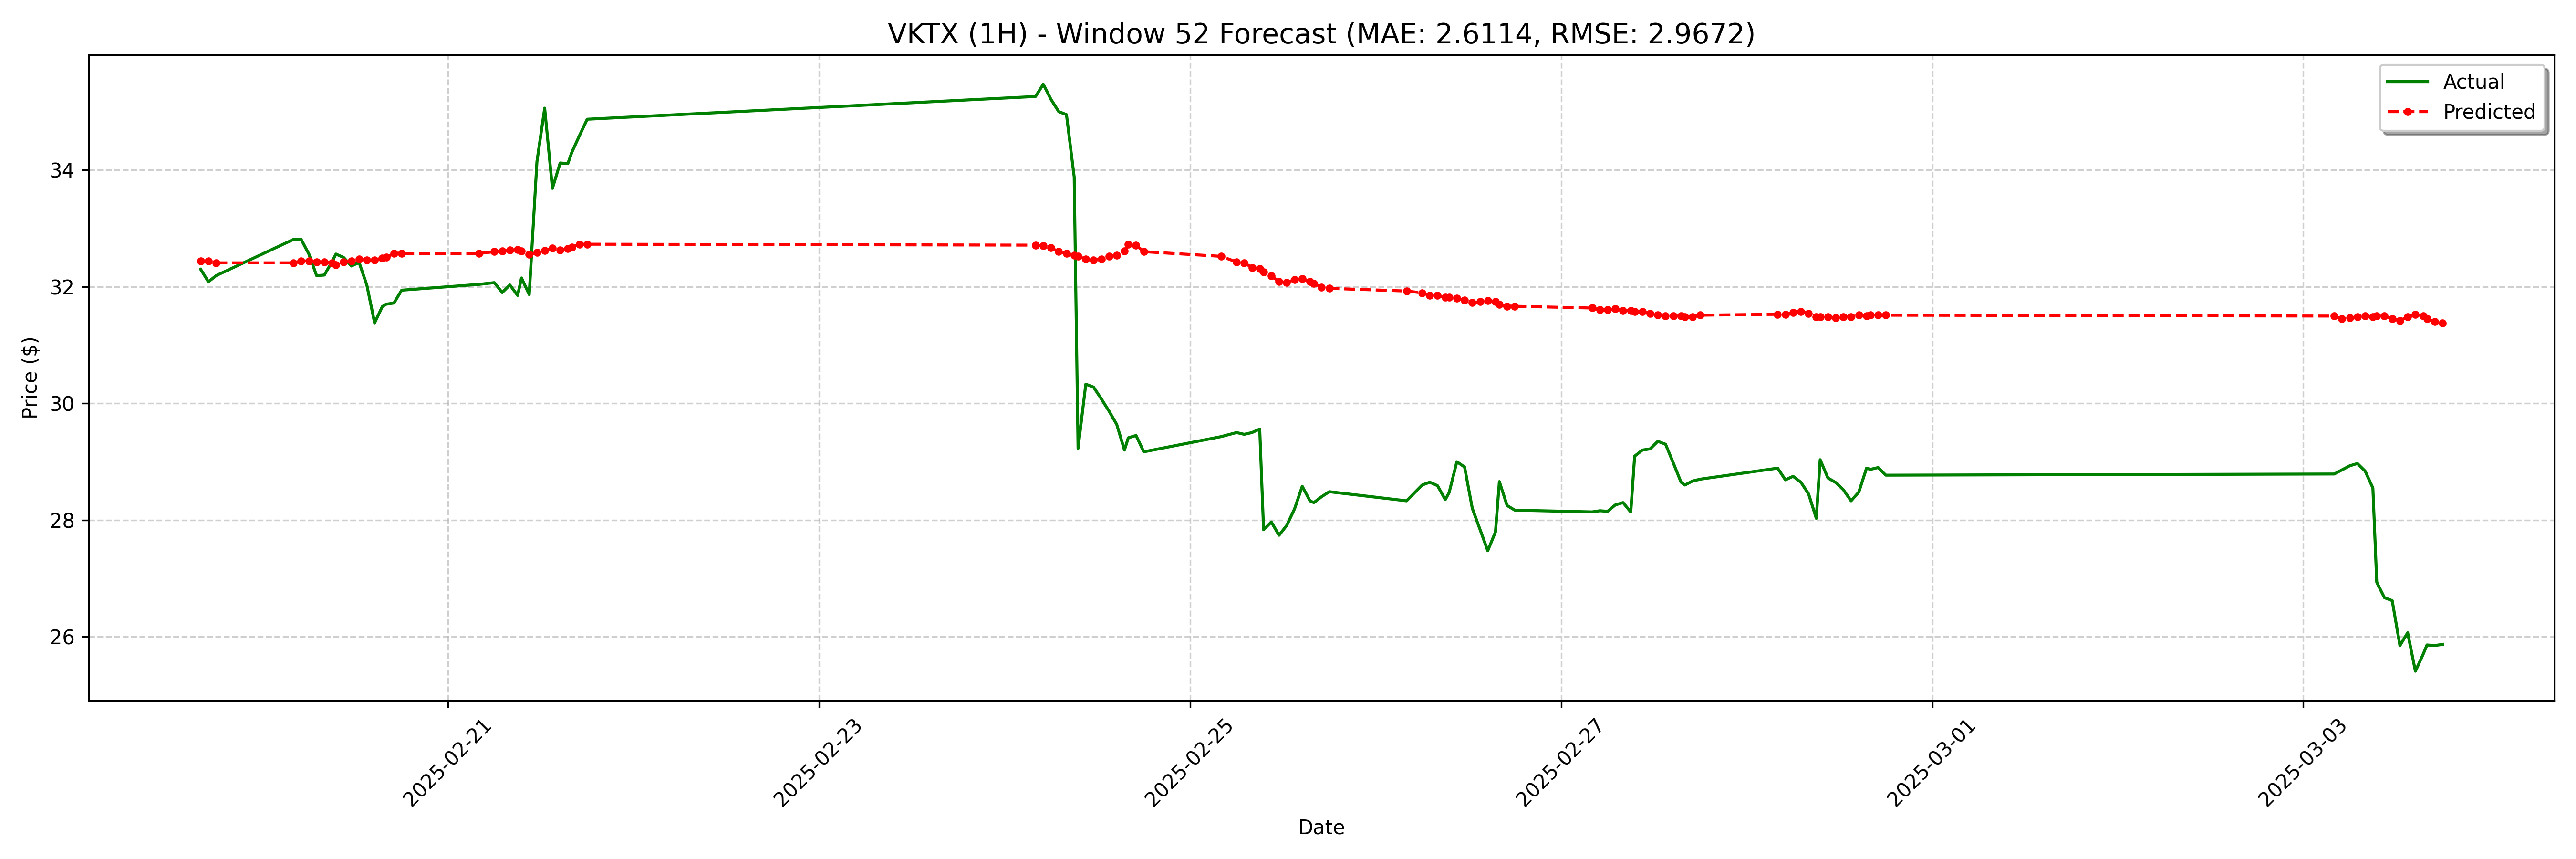 VKTX (1H) - Window 52 Forecast (MAE: 2.6114, RMSE: 2.9672)
Actual
Predicted
Price ($)
34
32
30
28
26
2025-02-21
2025-02-23
2025-02-25
2025-02-27
2025-03-01
2025-03-03
Date